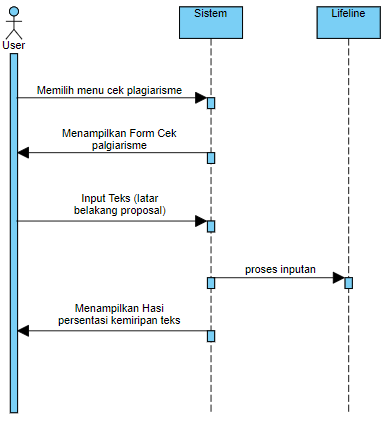 Sistem
Lifeline
User
Memilih menu cek plagiarisme
Menampilkan Form Cek
palgiarisme
Input Teks (latar
belakang proposal)
proses inputan
Menampilkan Hasi
persentasi kemiripan teks